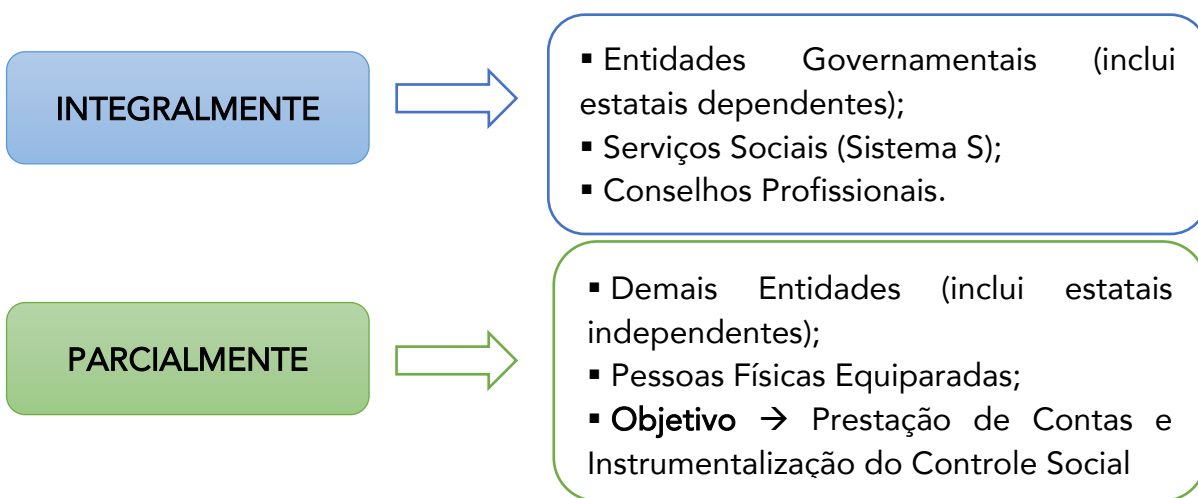 INTEGRALMENTE
▪ Entidades Governamentais (inclui
estatais dependentes);
▪ Serviços Sociais (Sistema S);
▪ Conselhos Profissionais.
PARCIALMENTE
▪ Demais Entidades (inclui estatais
independentes);
▪ Pessoas Físicas Equiparadas;
▪ Objetivo → Prestação de Contas e
Instrumentalização do Controle Social